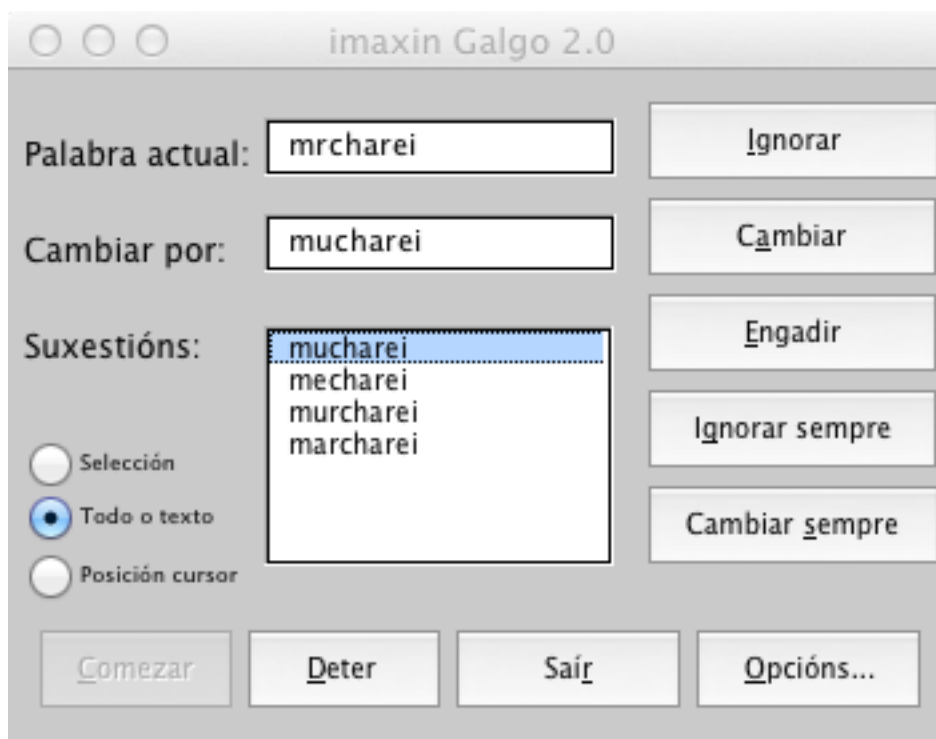 imaxin Galgo 2.0
Palabra actual: mrcharei
Ignorar
Cambiar por: mucharei
Cambiar
Suxestións:
mucharei
mecharei
murcharei
marcharei
Engadir
Ignorar sempre
Cambiar sempre
Selección
Todo o texto
Posición cursor
Comezar
Deter
Saír
Opcións...